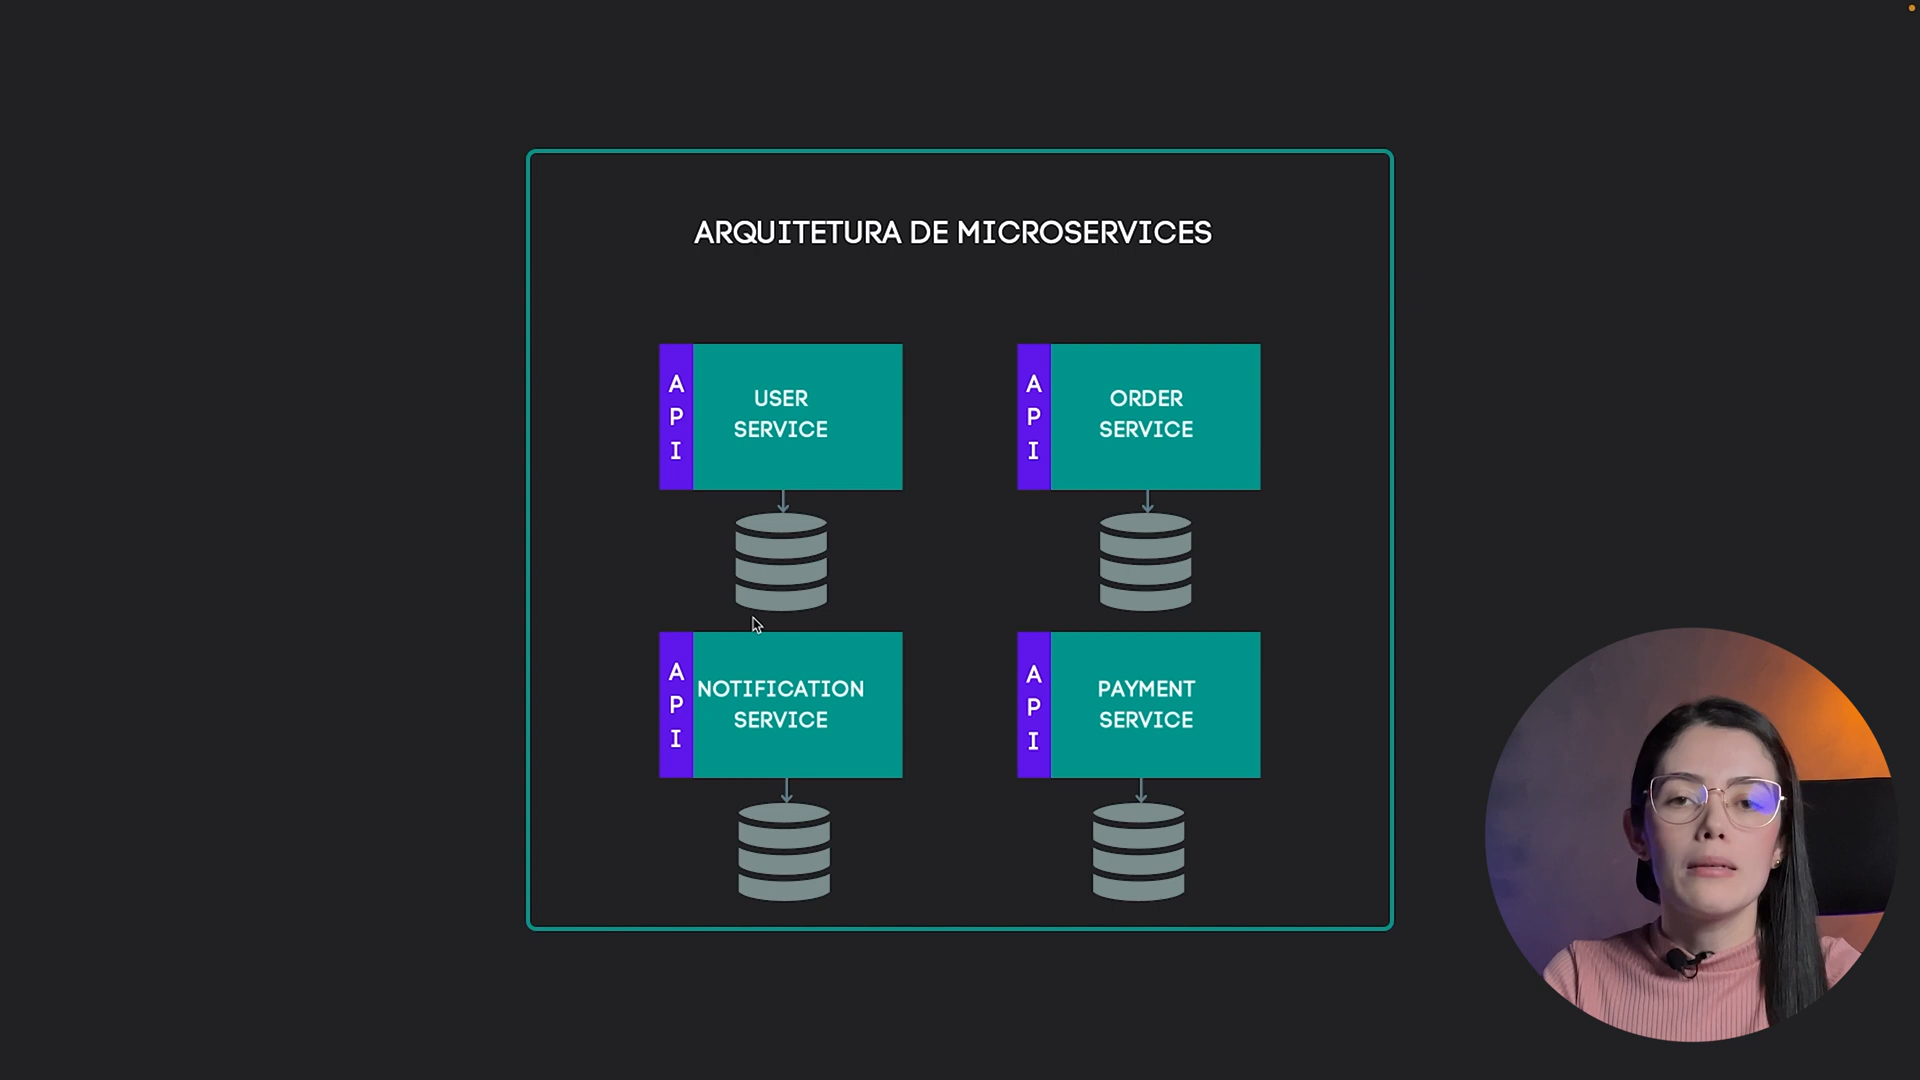 ARQUITETURA DE MICROSERVICES
A
P
I
USER
SERVICE
A
P
I
ORDER
SERVICE
A
P
I
NOTIFICATION
SERVICE
A
P
I
PAYMENT
SERVICE